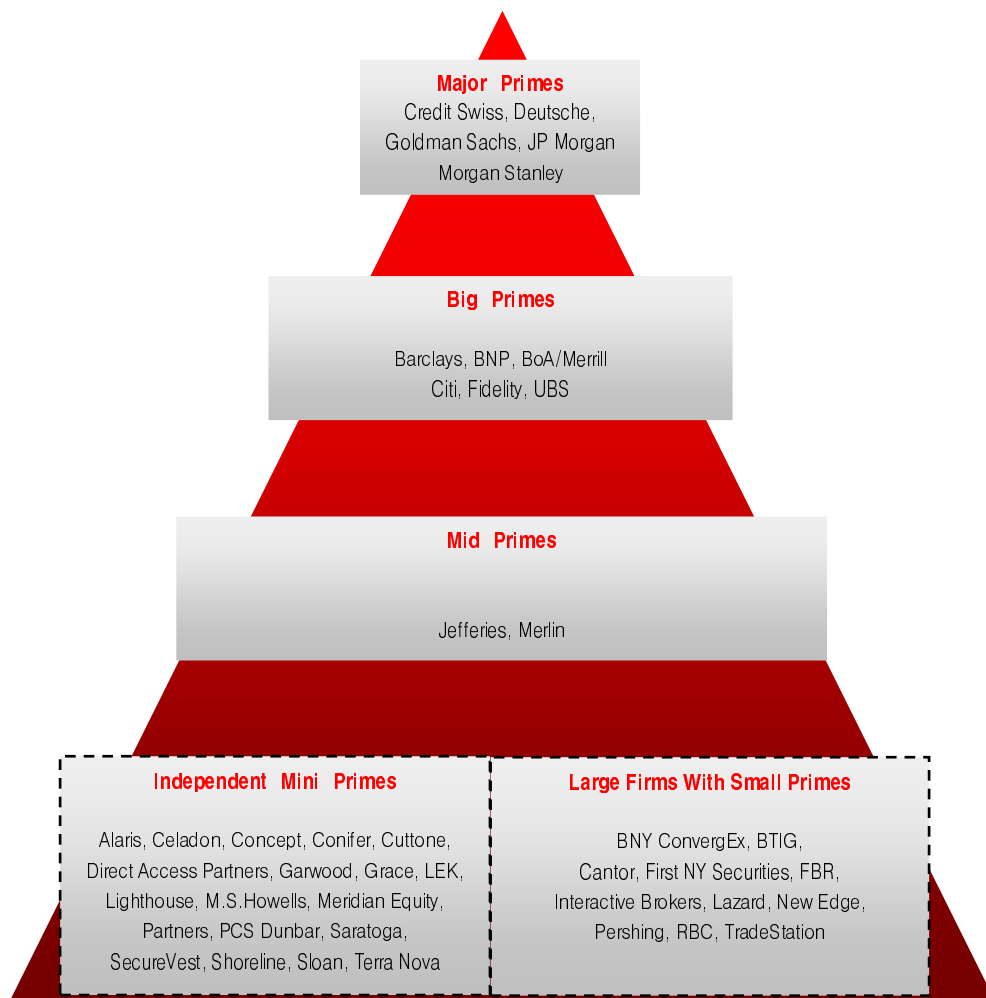 Major Primes
Credit Swiss, Deutsche,
Goldman Sachs, JP Morgan
Morgan Stanley
Big Primes
Barclays, BNP, BoA/Merrill
Citi, Fidelity, UBS
Mid Primes
Jefferies, Merlin
Independent Mini Primes
Alaris, Celadon, Concept, Conifer, Cuttone,
Direct Access Partners, Garwood, Grace, LEK,
Lighthouse, M.S.Howells, Meridian Equity,
Partners, PCS Dunbar, Saratoga,
SecureVest, Shoreline, Sloan, Terra Nova
Large Firms With Small Primes
BNY ConvergEx, BTIG,
Cantor, First NY Securities, FBR,
Interactive Brokers, Lazard, New Edge,
Pershing, RBC, TradeStation